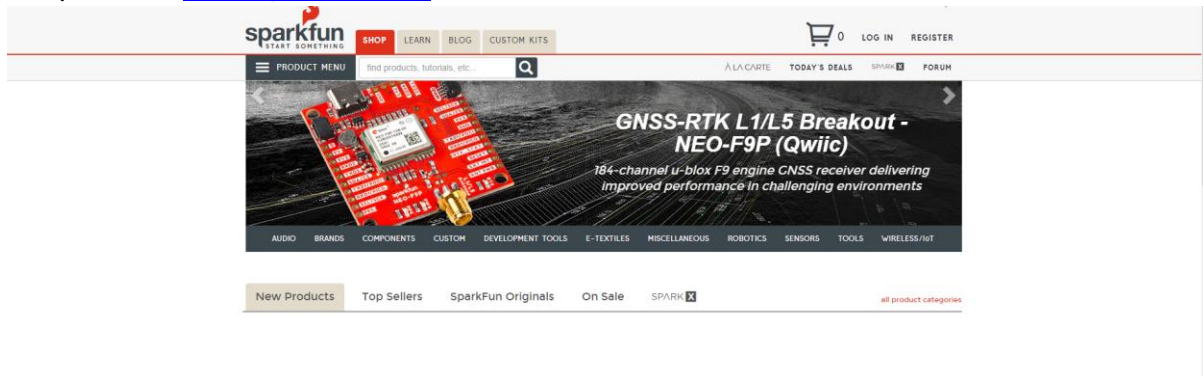 sparkfun
START SOMETHING
SHOP LEARN BLOG CUSTOM KITS
0 LOG IN REGISTER
PRODUCT MENU
find products, tutorials, etc...
À LA CARTE TODAY'S DEALS SPARK X FORUM
GNSS-RTK L1/L5 Breakout -
NEO-F9P (Qwiic)
184-channel u-blox F9 engine GNSS receiver delivering
improved performance in challenging environments
AUDIO BRANDS COMPONENTS CUSTOM DEVELOPMENT TOOLS E-TEXTILES MISCELLANEOUS ROBOTICS SENSORS TOOLS WIRELESS/IoT
New Products Top Sellers SparkFun Originals On Sale SPARK X
all product categories